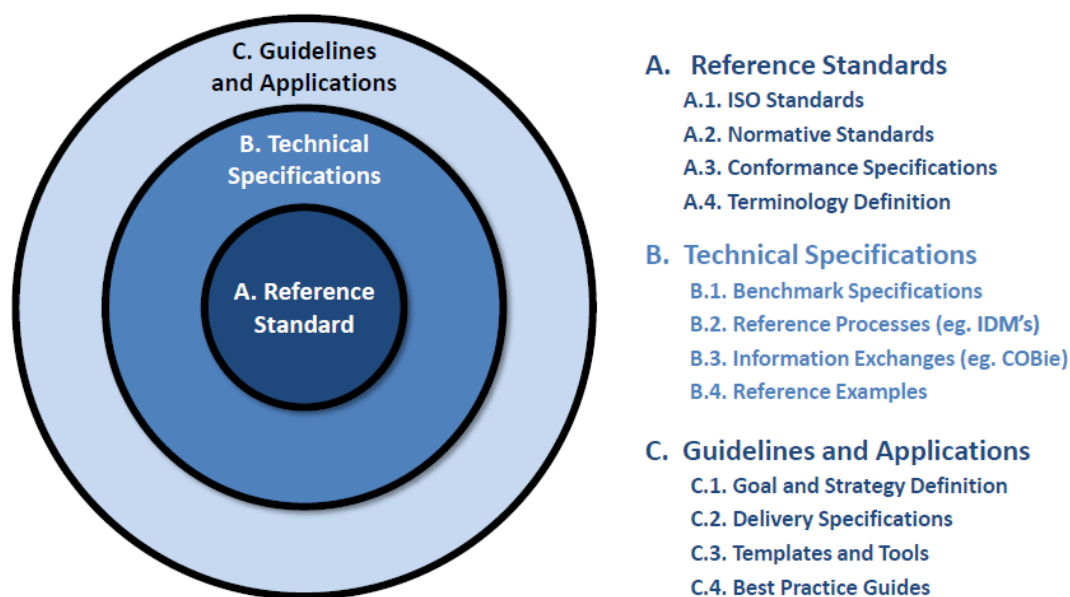 C. Guidelines
and Applications
B. Technical
Specifications
A. Reference
Standard
A. Reference Standards
A.1. ISO Standards
A.2. Normative Standards
A.3. Conformance Specifications
A.4. Terminology Definition
B. Technical Specifications
B.1. Benchmark Specifications
B.2. Reference Processes (eg. IDM's)
B.3. Information Exchanges (eg. COBie)
B.4. Reference Examples
C. Guidelines and Applications
C.1. Goal and Strategy Definition
C.2. Delivery Specifications
C.3. Templates and Tools
C.4. Best Practice Guides